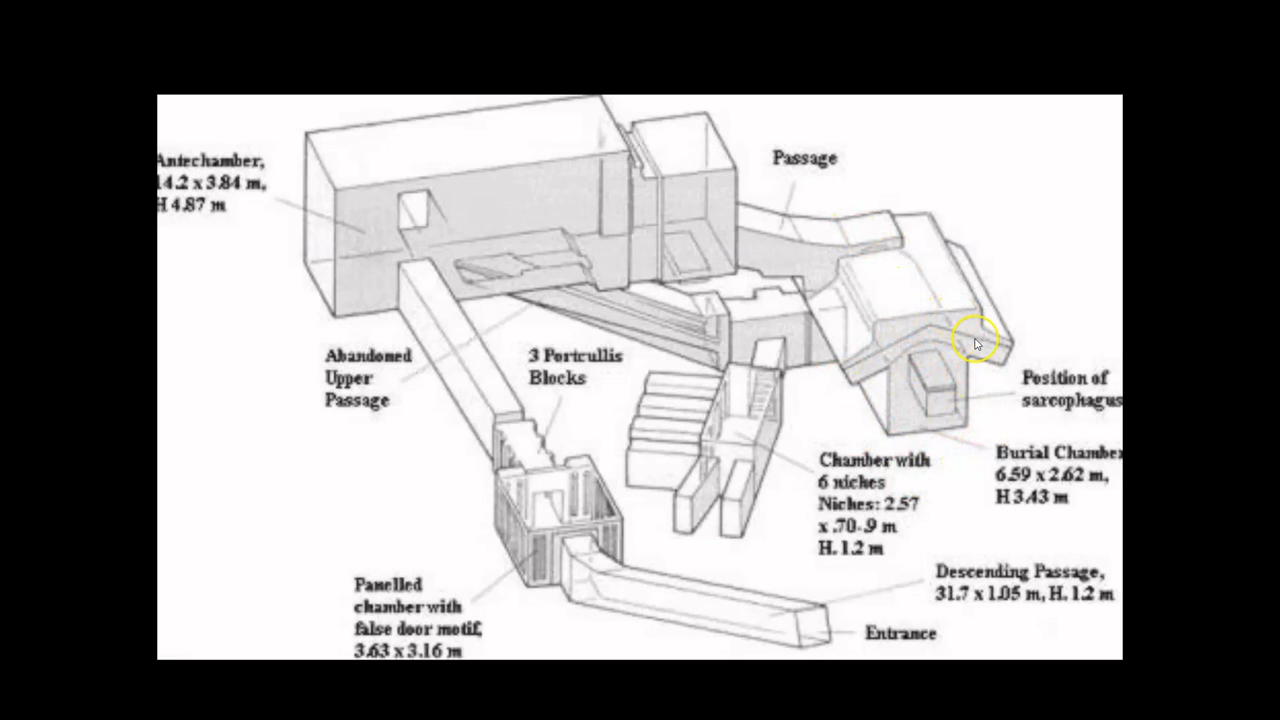 Antechamber,
14.2 x 3.84 m,
H 4.87 m
Passage
Abandoned
Upper
Passage
3 Portcullis
Blocks
Position of
sarcophagus
Burial Chamber
6.59 x 2.62 m,
H 3.43 m
Chamber with
6 niches
Niches: 2.57
x .70-.9 m
H. 1.2 m
Descending Passage,
31.7 x 1.05 m, H. 1.2 m
Entrance
Panelled
chamber with
false door motif,
3.63 x 3.16 m